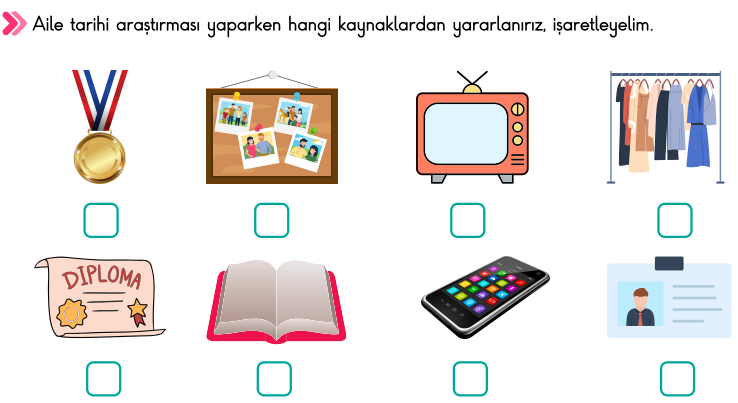 Aile tarihi araştırması yaparken hangi kaynaklardan yararlanırız, işaretleyelim.
DIPLOMA